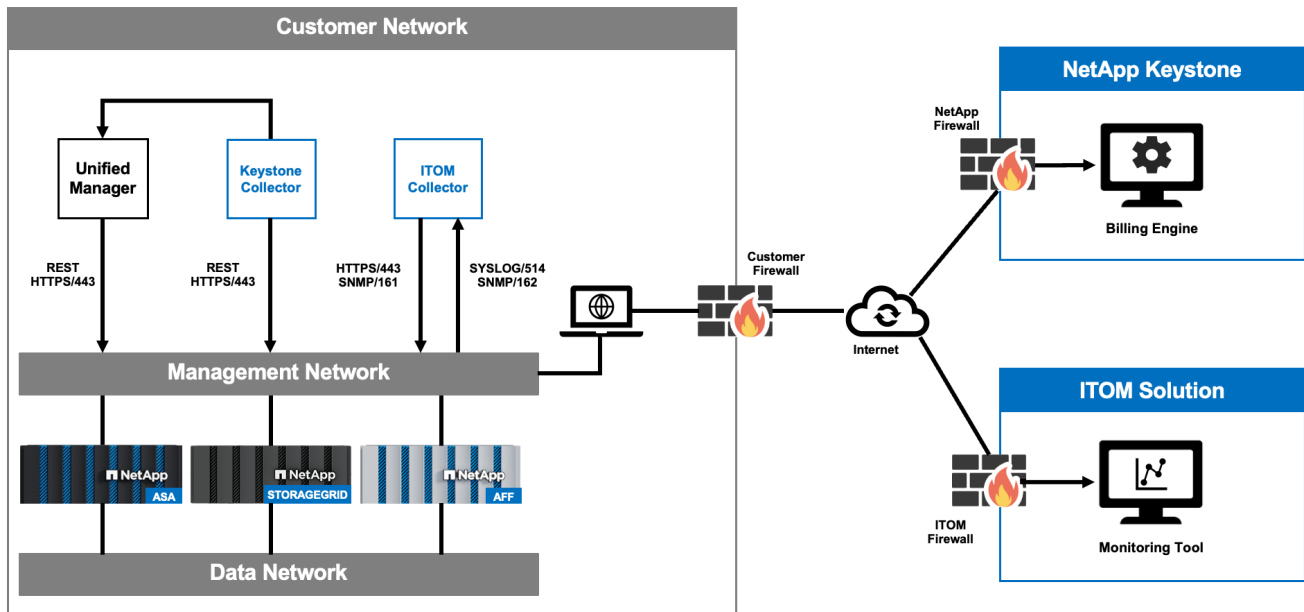 Customer Network
NetApp Keystone
NetApp
Firewall
Billing Engine
Unified
Manager
Keystone
Collector
ITOM
Collector
REST
HTTPS/443
REST
HTTPS/443
HTTPS/443
SNMP/161
SYSLOG/514
SNMP/162
Customer
Firewall
Internet
Management Network
ITOM Solution
NetApp
ASA
NetApp
STORAGEGRID
NetApp
AFF
ITOM
Firewall
Monitoring Tool
Data Network